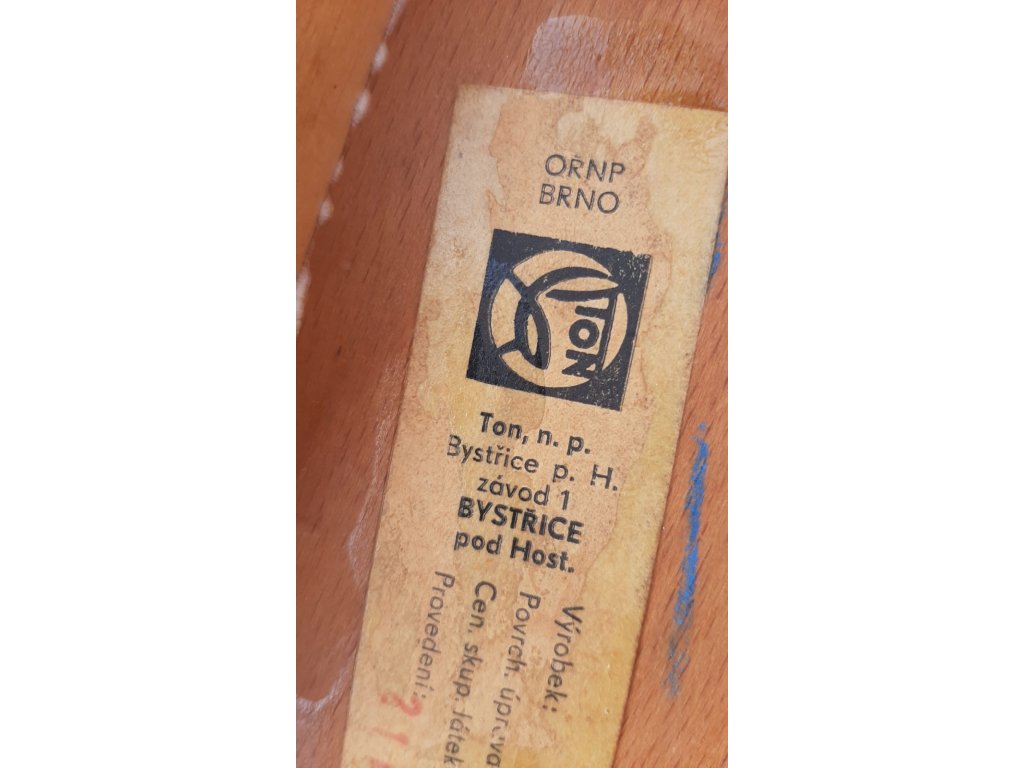 OŘNP
BRNO
TON
Ton, n. p.
Bystřice p. H.
závod 1
BYSTŘICE
pod Host.
Výrobek:
Povrch. úprava
Cen. skup. látek
Provedení: